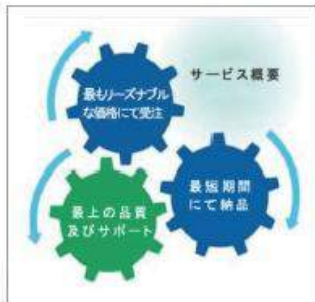 サービス概要
最もリーズナブル
な価格にて受注
最短期間
にて納品
最上の品質
及びサポート